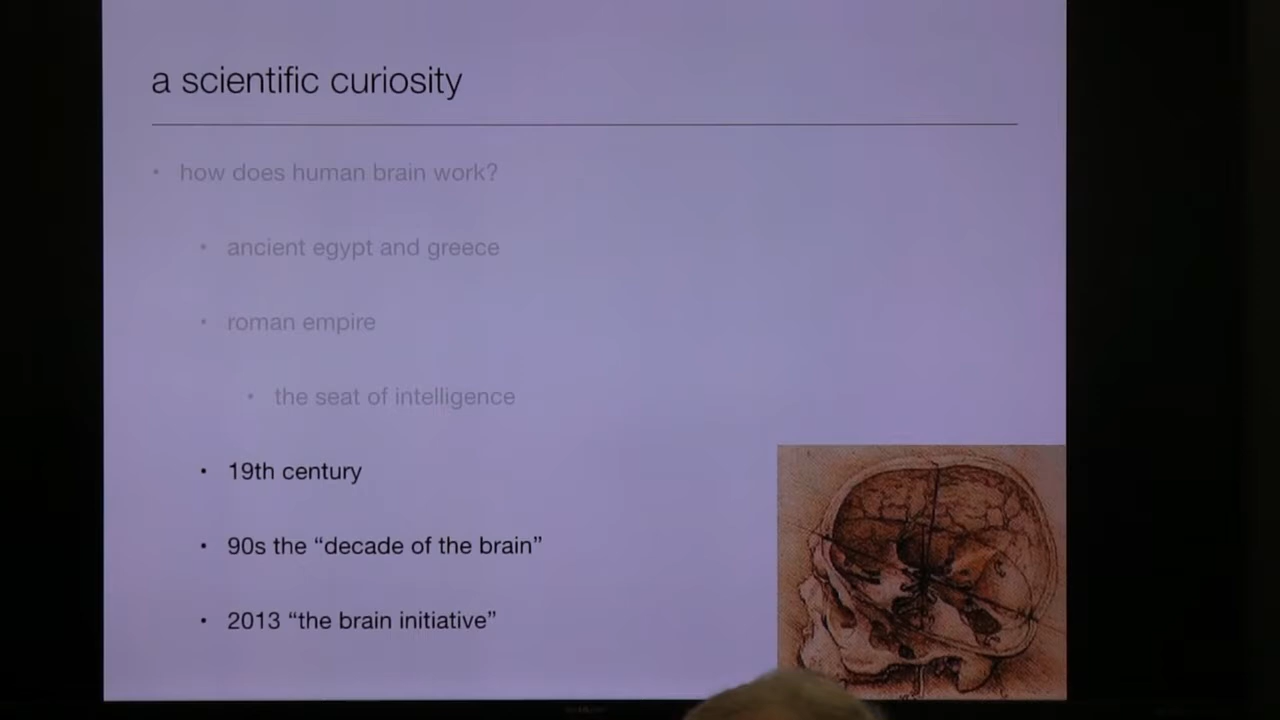 a scientific curiosity
• how does human brain work?
• ancient egypt and greece
• roman empire
• the seat of intelligence
• 19th century
• 90s the “decade of the brain”
• 2013 “the brain initiative”